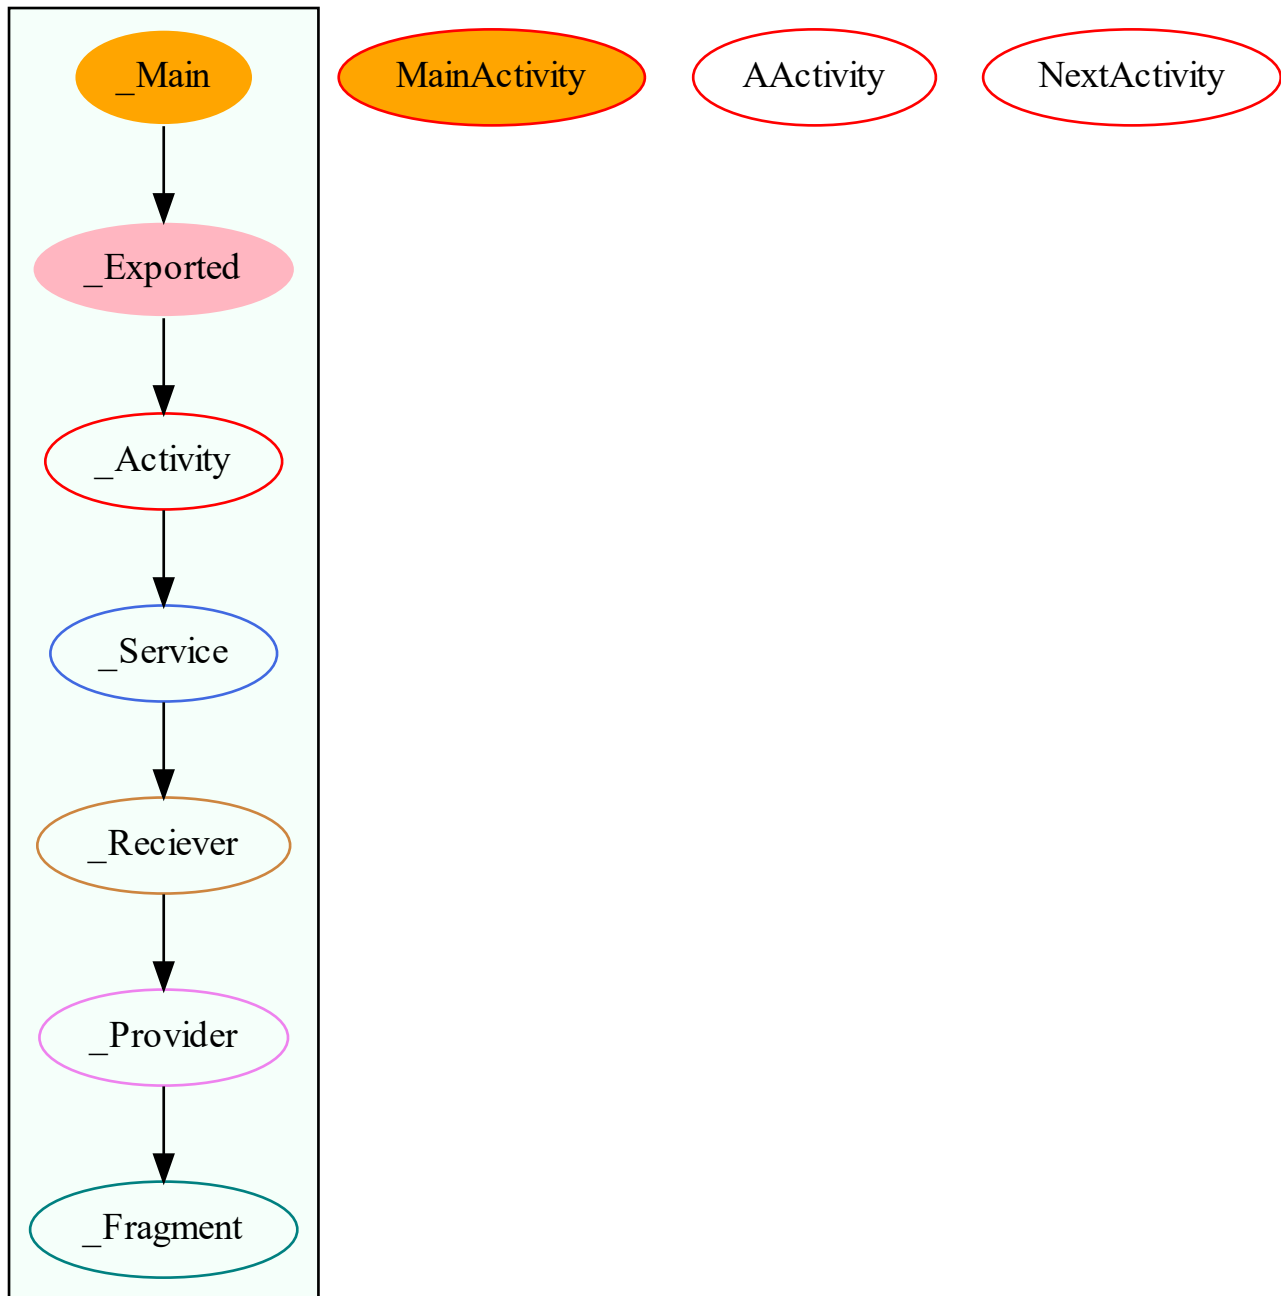 _Main
MainActivity
AActivity
NextActivity
_Exported
_Activity
_Service
_Reciever
_Provider
_Fragment